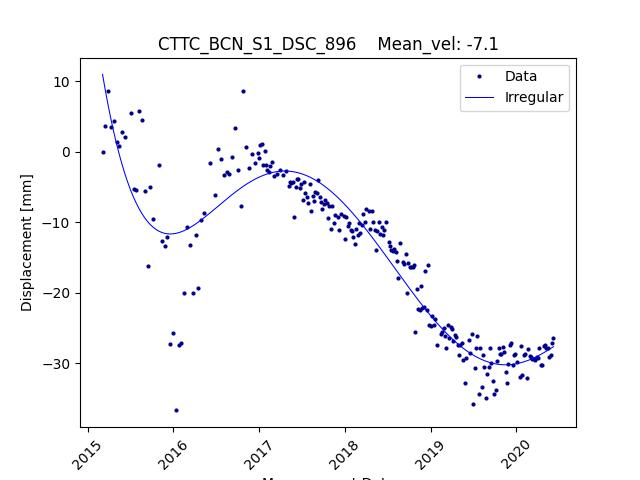 CTTC_BCN_S1_DSC_896 Mean_vel: -7.1
Data
Irregular
Displacement [mm]
10
0
−10
−20
−30
2015
2016
2017
2018
2019
2020